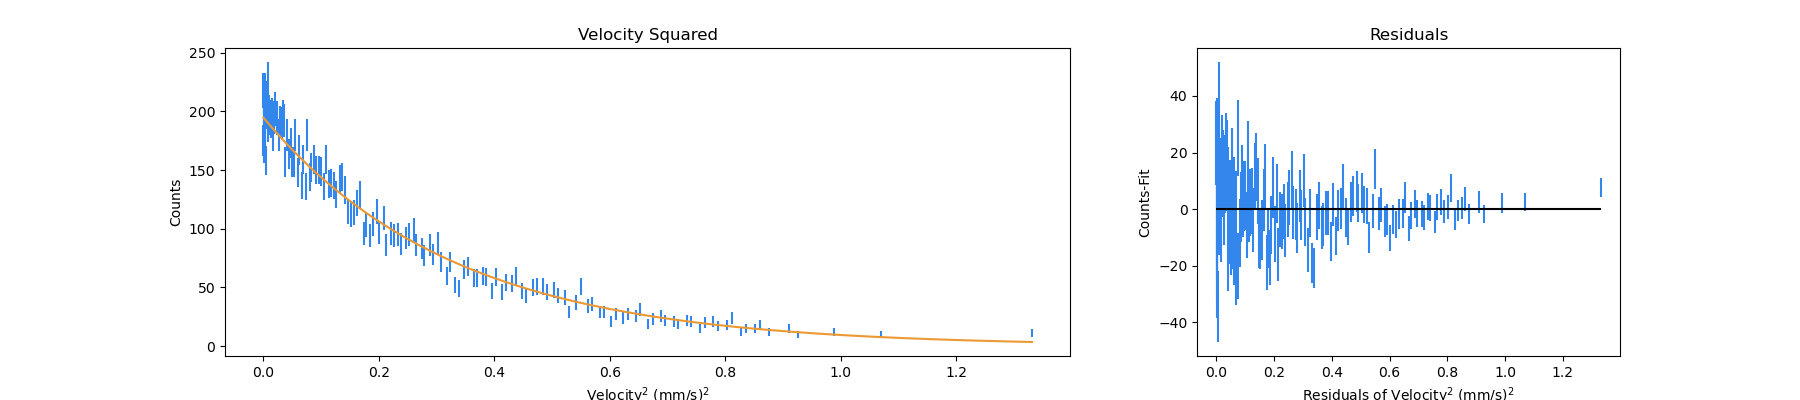 Velocity Squared
Counts
250
200
150
100
50
0
0.0 0.2 0.4 0.6 0.8 1.0 1.2
Velocity² (mm/s)²
Residuals
Counts-Fit
40
20
0
−20
−40
0.0 0.2 0.4 0.6 0.8 1.0 1.2
Residuals of Velocity² (mm/s)²